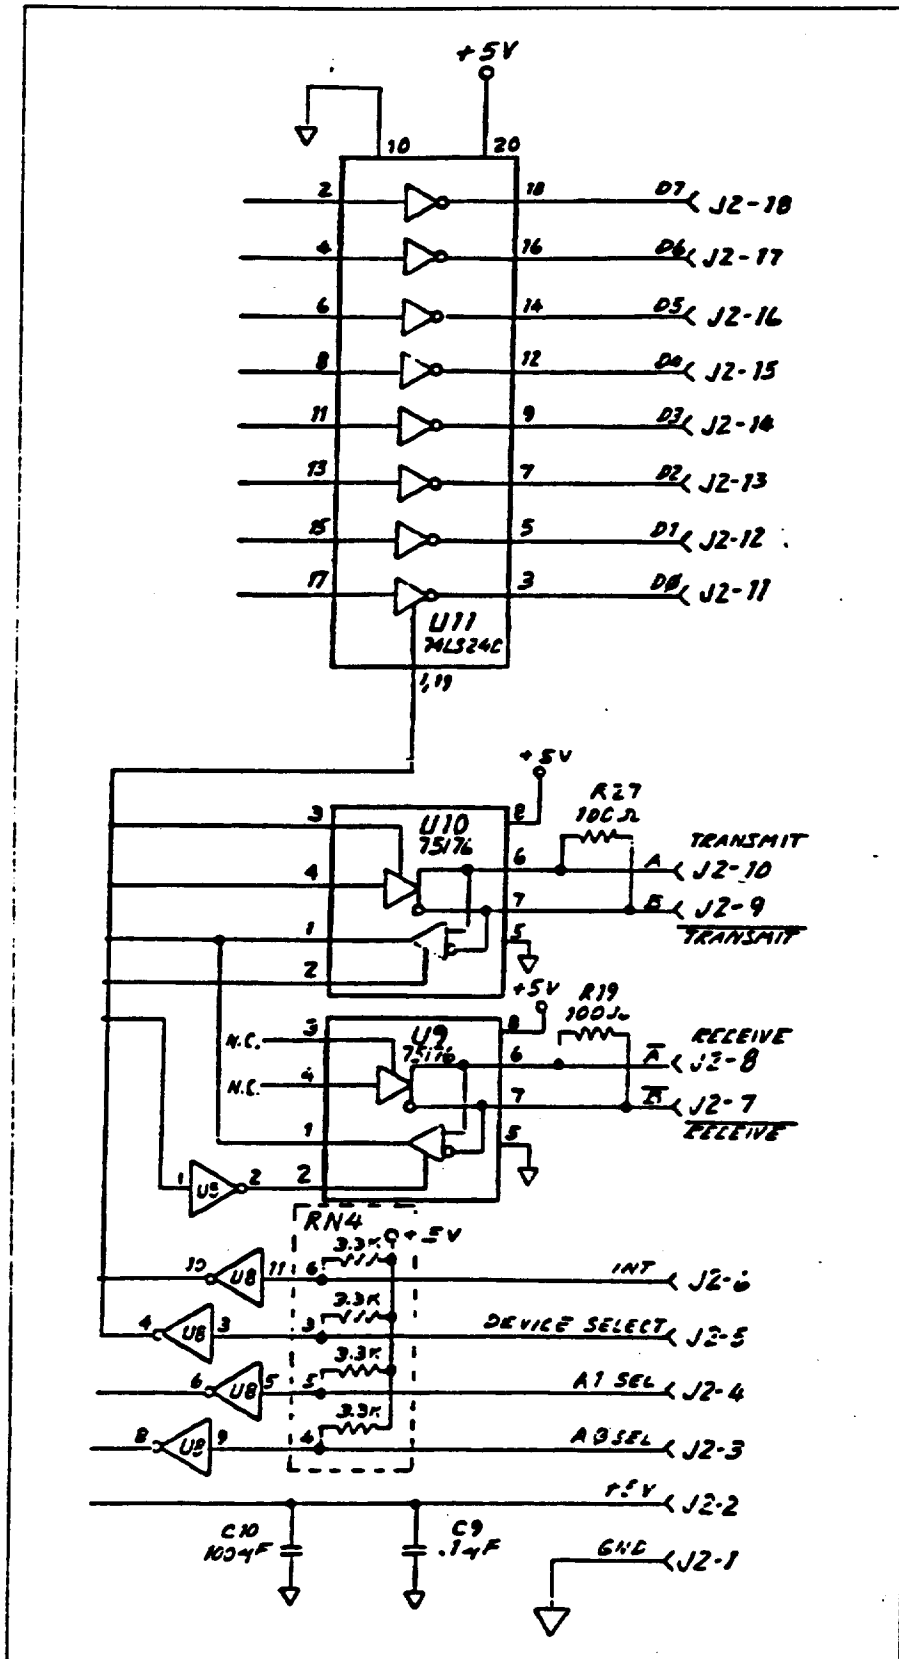 +5V
10 20
2 18 D7 J2-18
4 16 D6 J2-17
6 14 D5 J2-16
8 12 D4 J2-15
11 9 D3 J2-14
13 7 D2 J2-13
15 5 D1 J2-12
17 3 DØ J2-11
U11
74LS24C
1,19
+5V
R27
100Ω
3 U10 8
75176
TRANSMIT
4 6 A J2-10
7 B J2-9
TRANSMIT
1 5
2
+5V
R19
100Ω
N.C. 3 U9 8
75176
RECEIVE
6 A J2-8
N.C. 4
7 B J2-7
RECEIVE
1 5
1 2 2
RN4
+5V
3.3K
10 U8 11 6 INT J2-6
3.3K
4 U8 3 3 DEVICE SELECT J2-5
3.3K
6 U8 5 5 A1 SEL J2-4
3.3K
8 U8 9 4 AØSEL J2-3
+5V J2-2
C10 C9
.1µF
GND J2-1